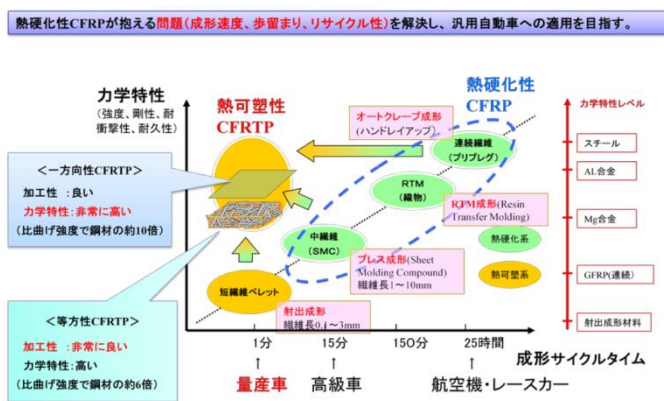 熱硬化性CFRPが抱える問題(成形速度、歩留まり、リサイクル性)を解決し、汎用自動車への適用を目指す。
力学特性
(強度、剛性、耐
衝撃性、耐久性)
熱可塑性
CFRTP
熱硬化性
CFRP
力学特性レベル
オートクレーブ成形
(ハンドレイアップ)
連続繊維
(プリプレグ)
スチール
AL合金
<一方向性CFRTP>
加工性 :良い
力学特性:非常に高い
(比曲げ強度で鋼材の約10倍)
RTM
(織物)
RTM成形(Resin
Transfer Molding)
Mg合金
中繊維
(SMC)
熱硬化系
プレス成形(Sheet
Molding Compound)
繊維長1～10mm
熱可塑系
GFRP(連続)
短繊維ペレット
射出成形
繊維長0.1～3mm
射出成形材料
<等方性CFRTP>
加工性 :非常に良い
力学特性:高い
(比曲げ強度で鋼材の約6倍)
1分
15分
150分
25時間
成形サイクルタイム
量産車
高級車
航空機・レースカー